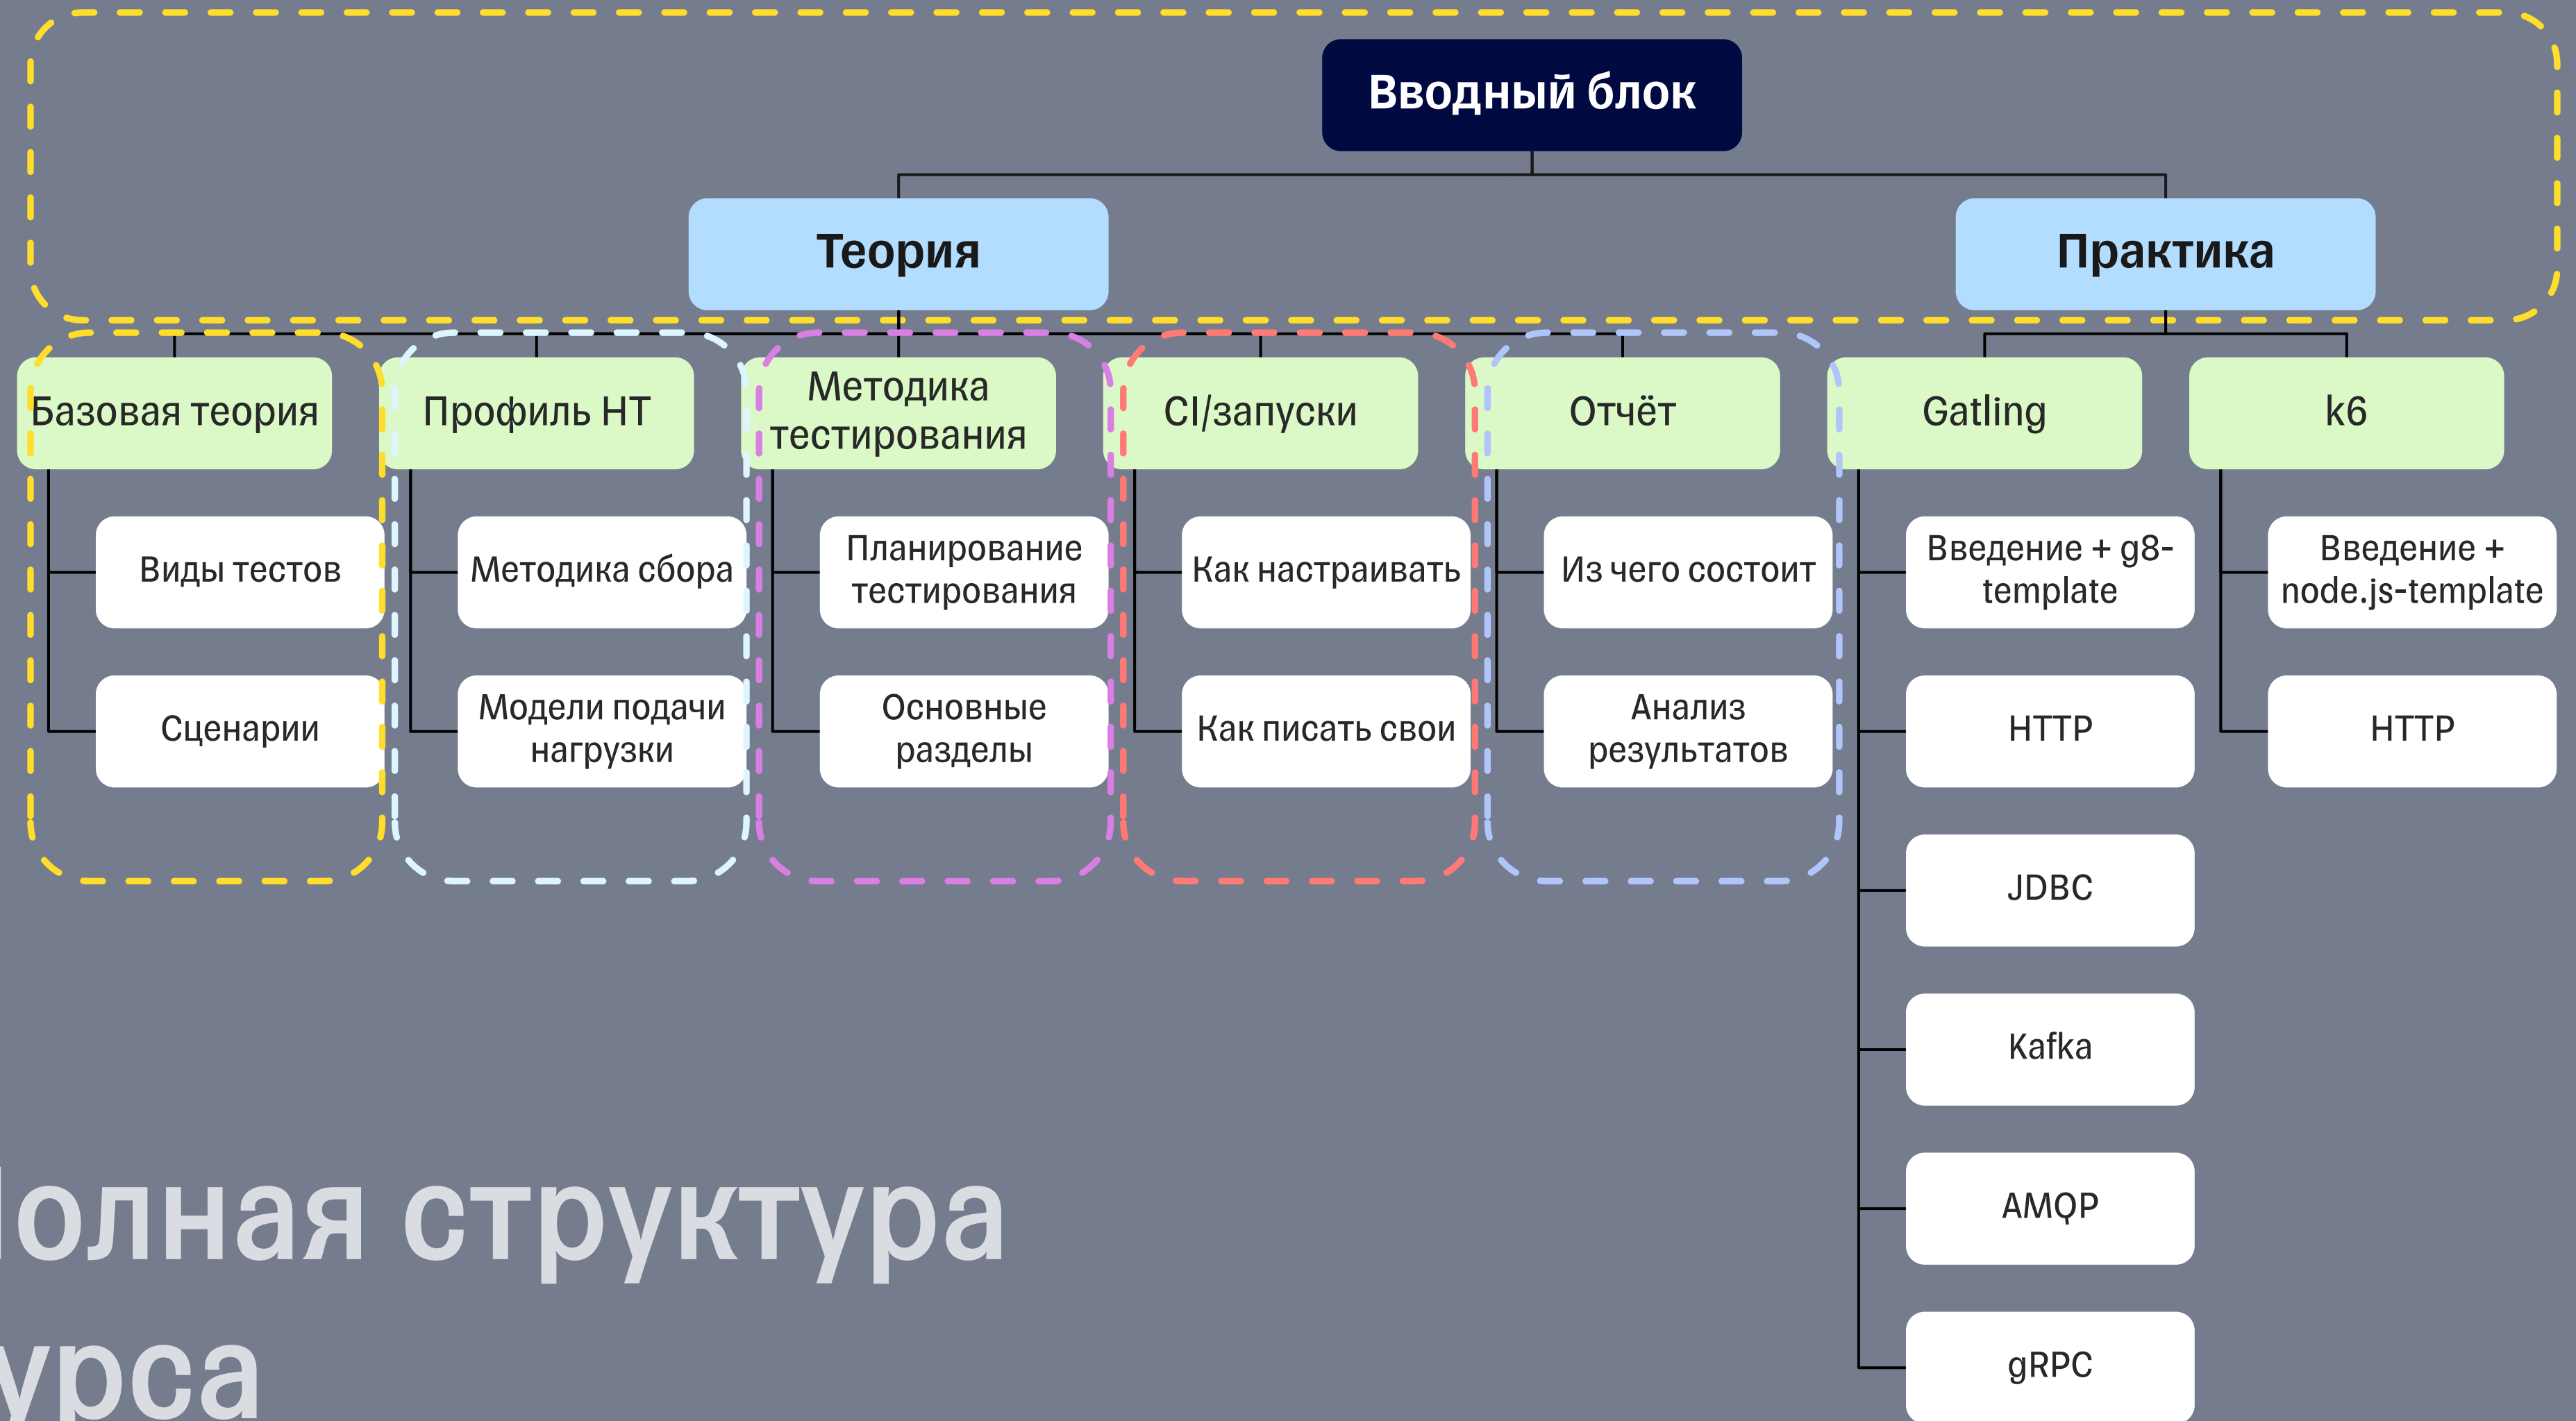 Вводный блок
Теория
Практика
Базовая теория
Профиль НТ
Методика
тестирования
CI/запуски
Отчёт
Gatling
k6
Виды тестов
Методика сбора
Планирование
тестирования
Как настраивать
Из чего состоит
Введение + g8-
template
Введение +
node.js-template
Сценарии
Модели подачи
нагрузки
Основные
разделы
Как писать свои
Анализ
результатов
HTTP
HTTP
JDBC
Kafka
AMQP
gRPC
олная структура
урса